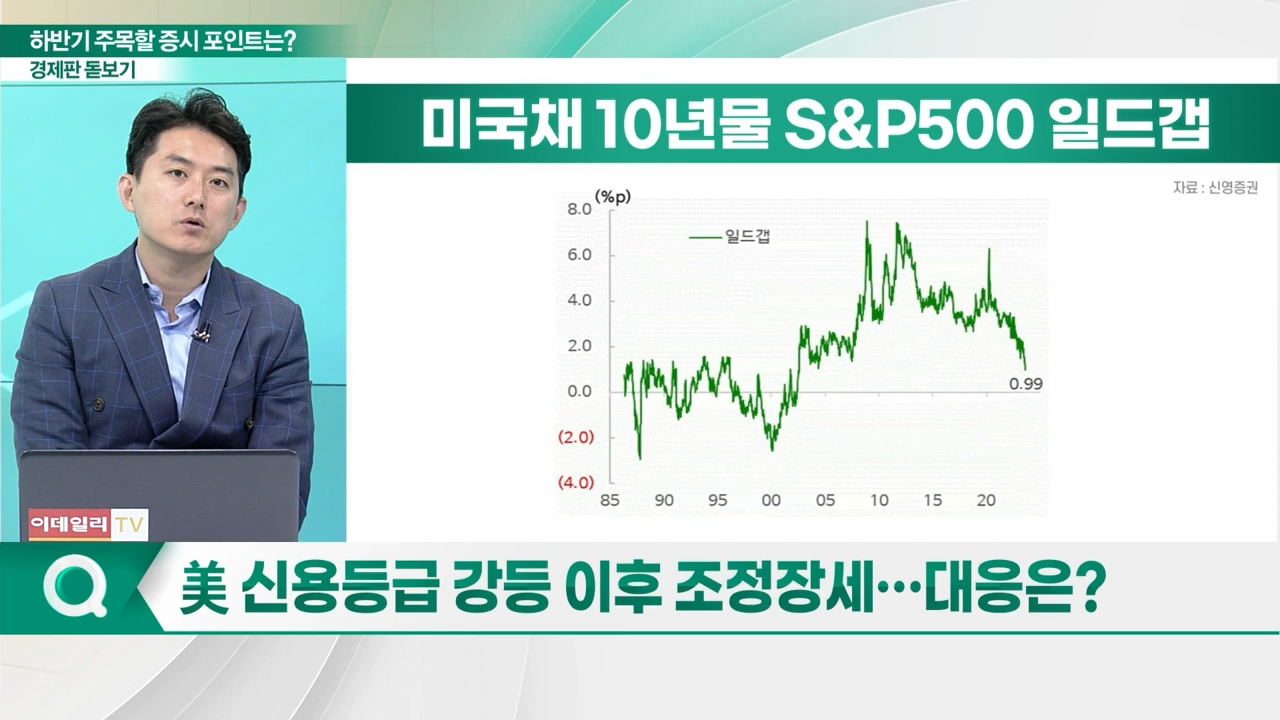 하반기 주목할 증시 포인트는?
경제판 돋보기
미국채 10년물 S&P500 일드갭
자료 : 신영증권
(%p)
8.0
6.0
4.0
2.0
0.0
(2.0)
(4.0)
일드갭
0.99
85 90 95 00 05 10 15 20
이데일리 TV
美 신용등급 강등 이후 조정장세…대응은?